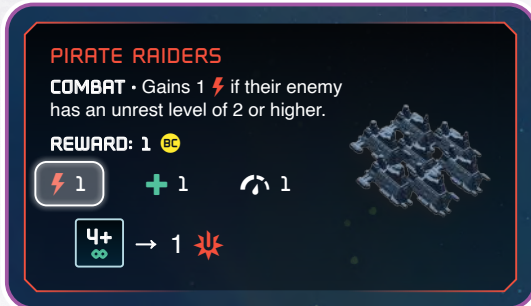 PIRATE RAIDERS
COMBAT • Gains 1 if their enemy
has an unrest level of 2 or higher.
REWARD: 1 BC
1 1 1
4+ → 1
∞